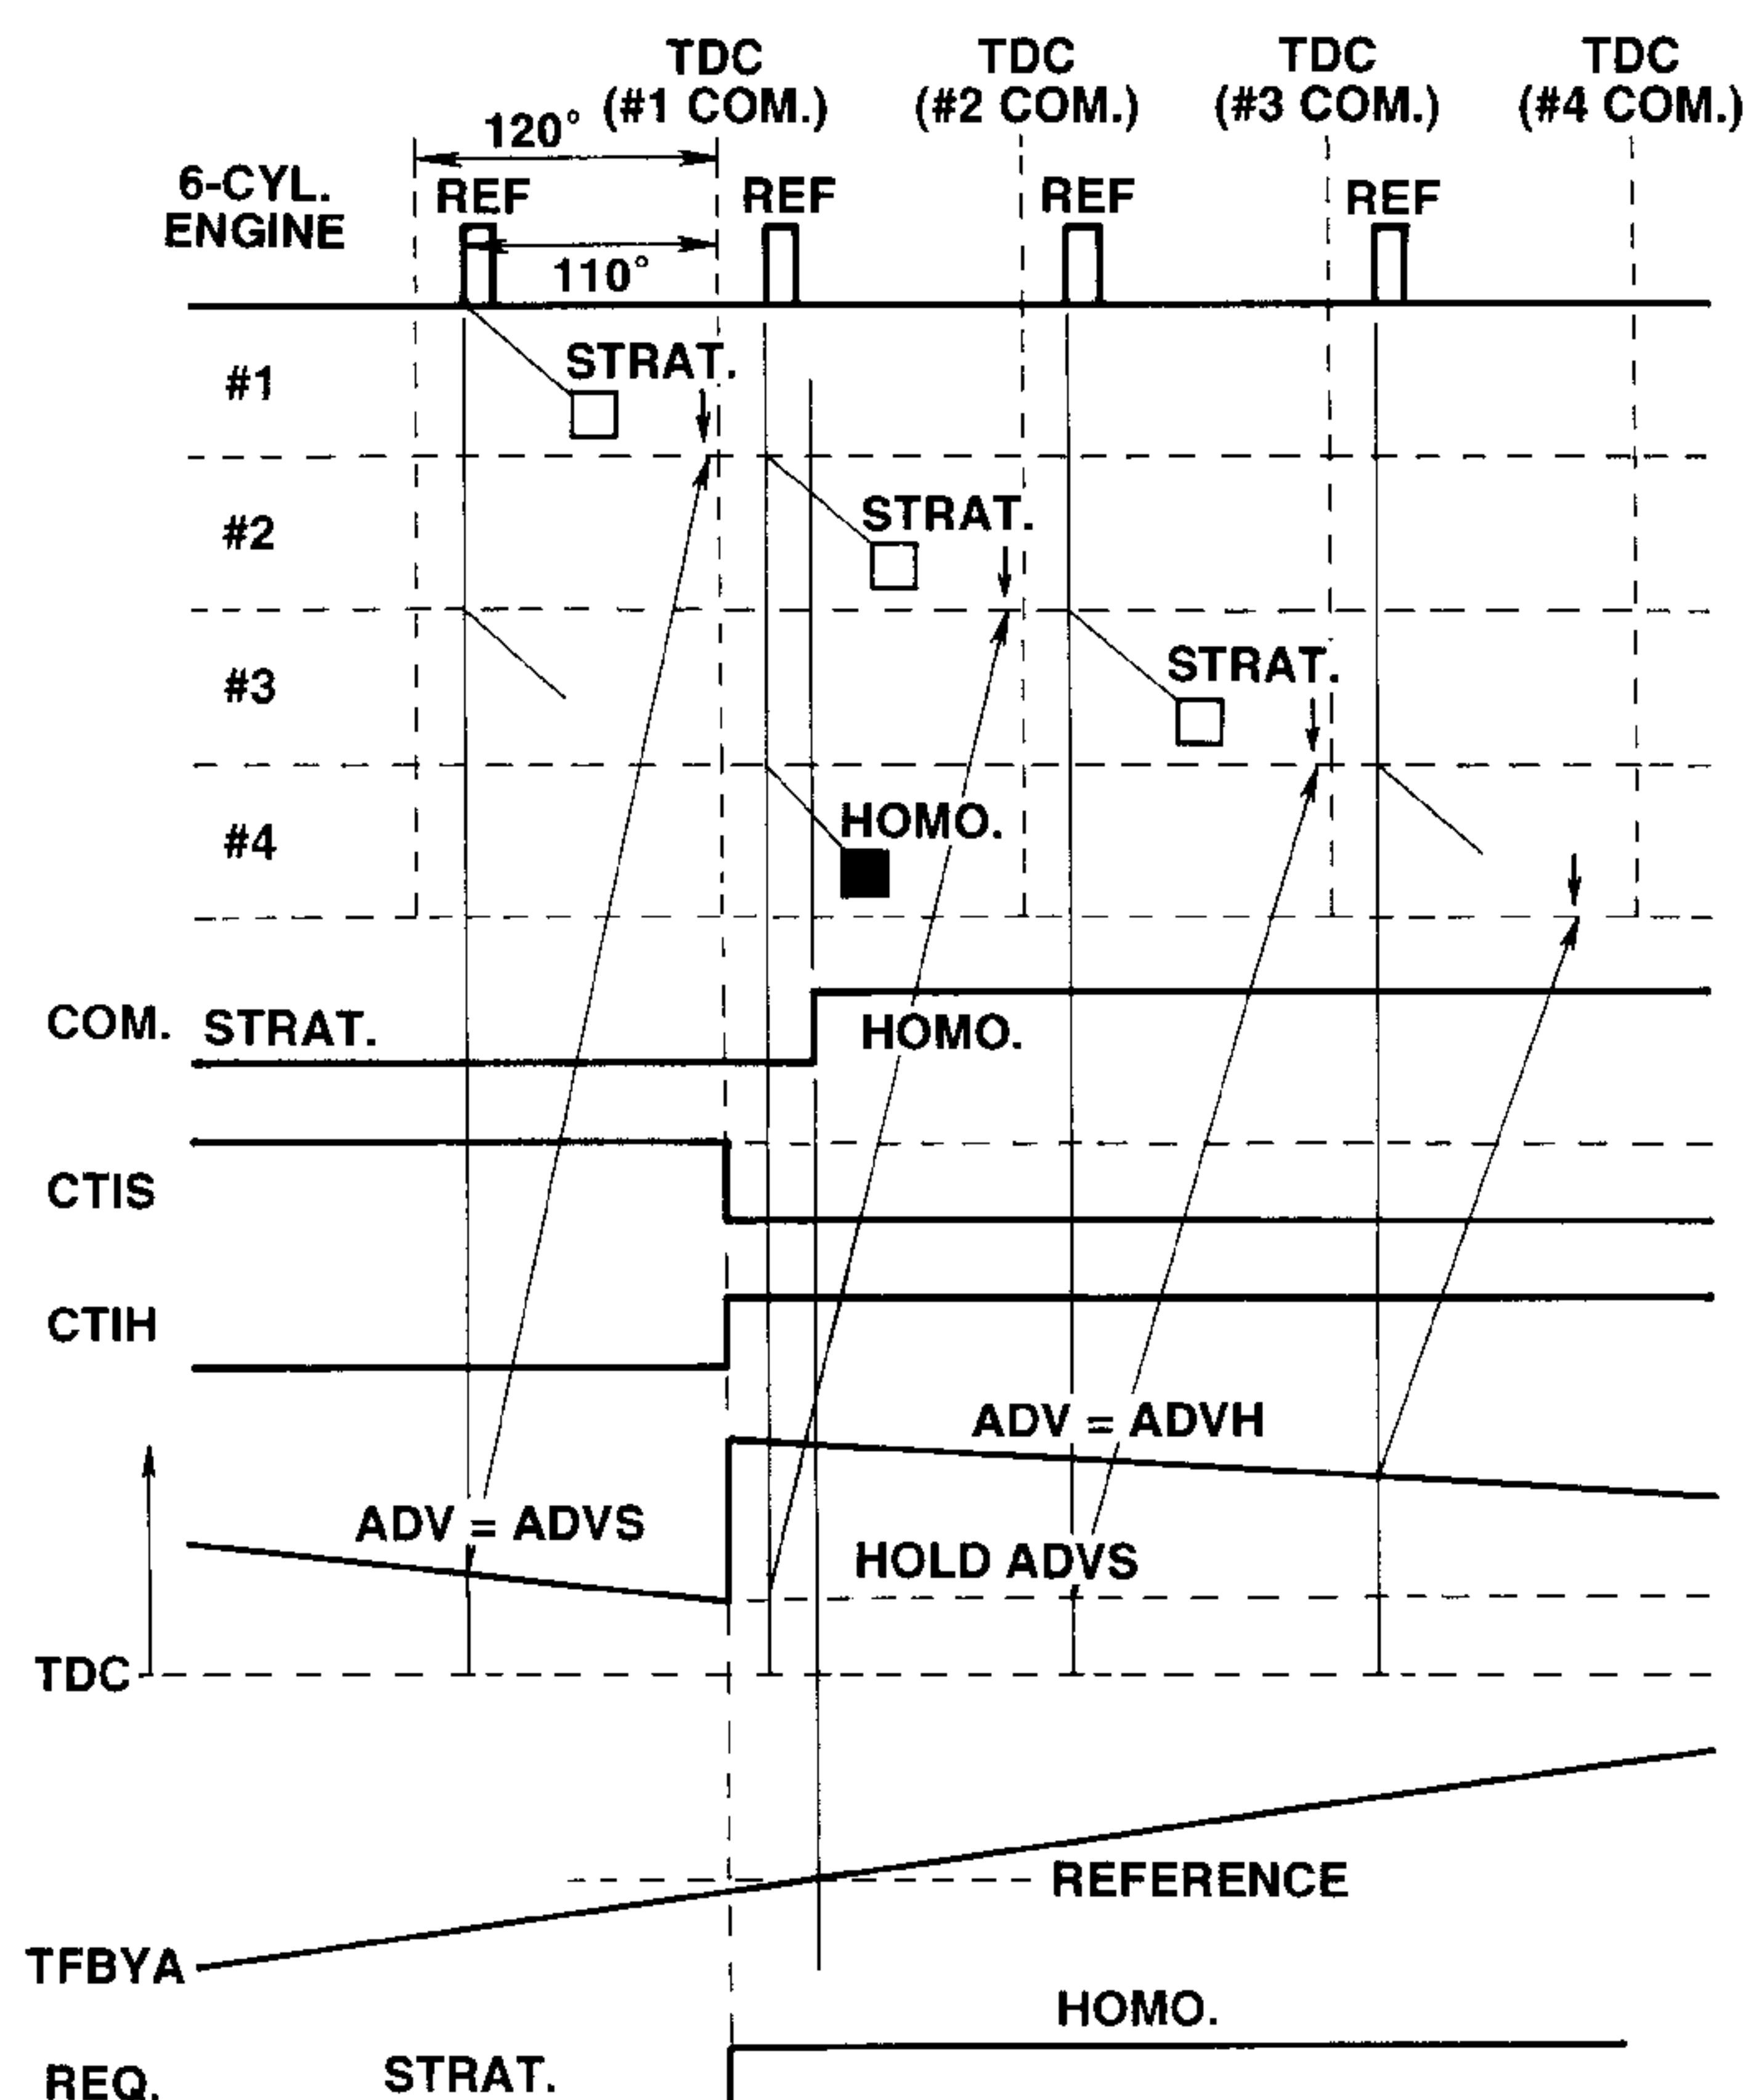 TDC
(#1 COM.)
TDC
(#2 COM.)
TDC
(#3 COM.)
TDC
(#4 COM.)
120°
6-CYL.
ENGINE
REF
REF
REF
REF
110°
#1
STRAT.
#2
STRAT.
#3
STRAT.
#4
HOMO.
COM.
STRAT.
HOMO.
CTIS
CTIH
ADV = ADVH
ADV = ADVS
HOLD ADVS
TDC
REFERENCE
TFBYA
HOMO.
REQ.
STRAT.